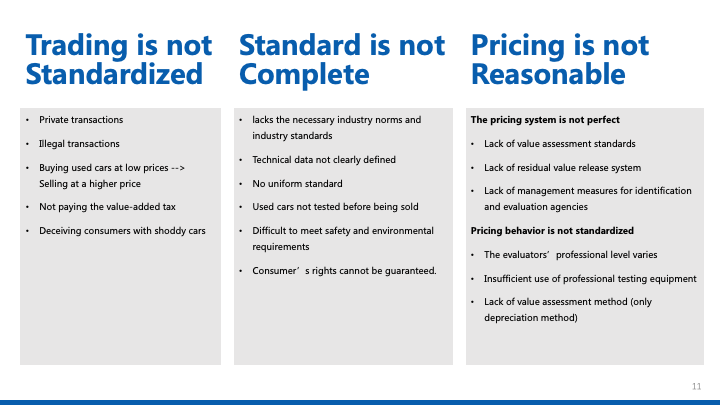 Trading is not
Standardized
• Private transactions
• Illegal transactions
• Buying used cars at low prices -->
Selling at a higher price
• Not paying the value-added tax
• Deceiving consumers with shoddy cars
Standard is not
Complete
• lacks the necessary industry norms and
industry standards
• Technical data not clearly defined
• No uniform standard
• Used cars not tested before being sold
• Difficult to meet safety and environmental
requirements
• Consumer’s rights cannot be guaranteed.
Pricing is not
Reasonable
The pricing system is not perfect
• Lack of value assessment standards
• Lack of residual value release system
• Lack of management measures for identification
and evaluation agencies
Pricing behavior is not standardized
• The evaluators’ professional level varies
• Insufficient use of professional testing equipment
• Lack of value assessment method (only
depreciation method)
11